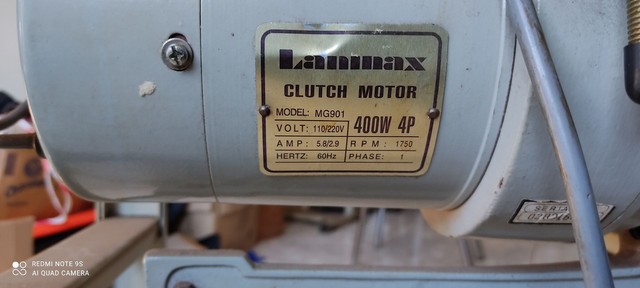 Lanmax
CLUTCH MOTOR
MODEL: MG901
VOLT: 110/220V
400W 4P
AMP: 5.8/2.9 RPM: 1750
HERTZ: 60Hz PHASE: 1
REDMI NOTE 9S
AI QUAD CAMERA